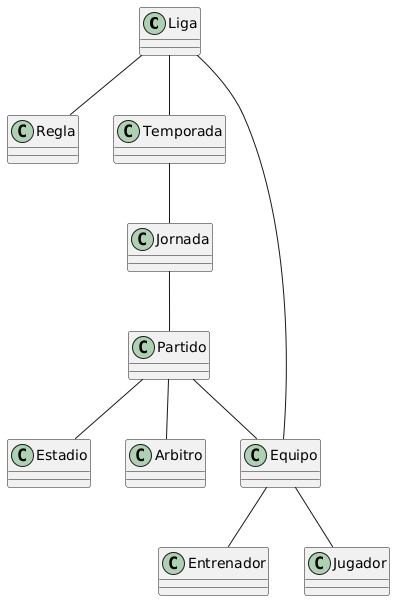 C Liga
C Regla
C Temporada
C Jornada
C Partido
C Estadio
C Arbitro
C Equipo
C Entrenador
C Jugador